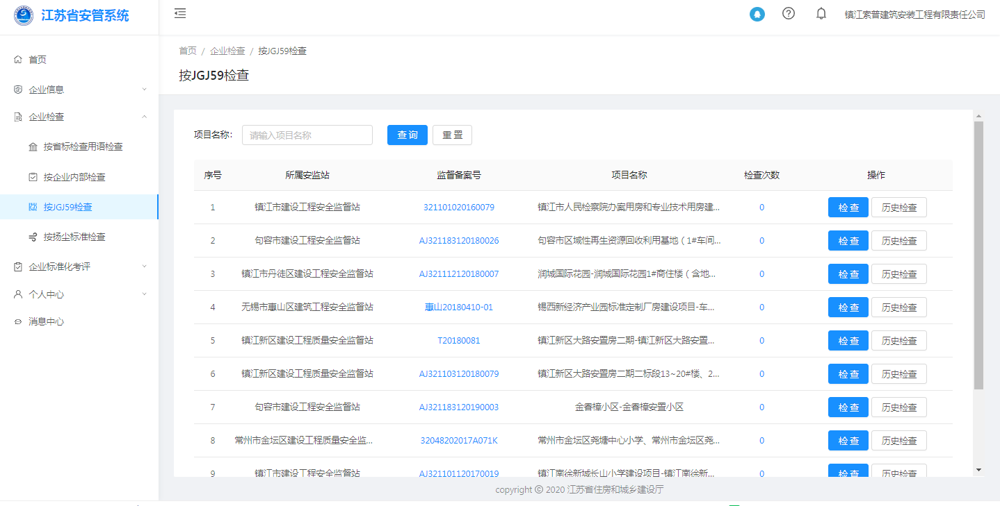 江苏省安管系统
镇江索普建筑安装工程有限责任公司
首页
企业信息
企业检查
按省标检查用语检查
按企业内部检查
按JGJ59检查
按扬尘标准检查
企业标准化考评
个人中心
消息中心
首页 / 企业检查 / 按JGJ59检查
按JGJ59检查
项目名称： 请输入项目名称 查 询 重 置
序号 所属安监站 监督备案号 项目名称 检查次数 操作
1 镇江市建设工程安全监督站 321101020160079 镇江市人民检察院办案用房和专业技术用房建... 0 检 查 历史检查
2 句容市建设工程安全监督站 AJ321183120180026 句容市区域性再生资源回收利用基地（1#车间... 0 检 查 历史检查
3 镇江市丹徒区建设工程安全监督站 AJ321112120180007 润城国际花园-润城国际花园1#商住楼（含地... 0 检 查 历史检查
4 无锡市惠山区建筑工程安全监督站 惠山20180410-01 锡西新经济产业园标准定制厂房建设项目-车... 0 检 查 历史检查
5 镇江新区建设工程质量安全监督站 T20180081 镇江新区大路安置房二期-镇江新区大路安置... 0 检 查 历史检查
6 镇江新区建设工程质量安全监督站 AJ321103120180079 镇江新区大路安置房二期二标段13~20#楼、2... 0 检 查 历史检查
7 句容市建设工程安全监督站 AJ321183120190003 金香樟小区-金香樟安置小区 0 检 查 历史检查
8 常州市金坛区建设工程质量安全监... 32048202017A071K 常州市金坛区尧塘中心小学、常州市金坛区尧... 0 检 查 历史检查
9 镇江市建设工程安全监督站 AJ321101120170019 镇江南徐新城长山小学建设项目-镇江南徐新... 0 检 查 历史检查
copyright © 2020 江苏省住房和城乡建设厅